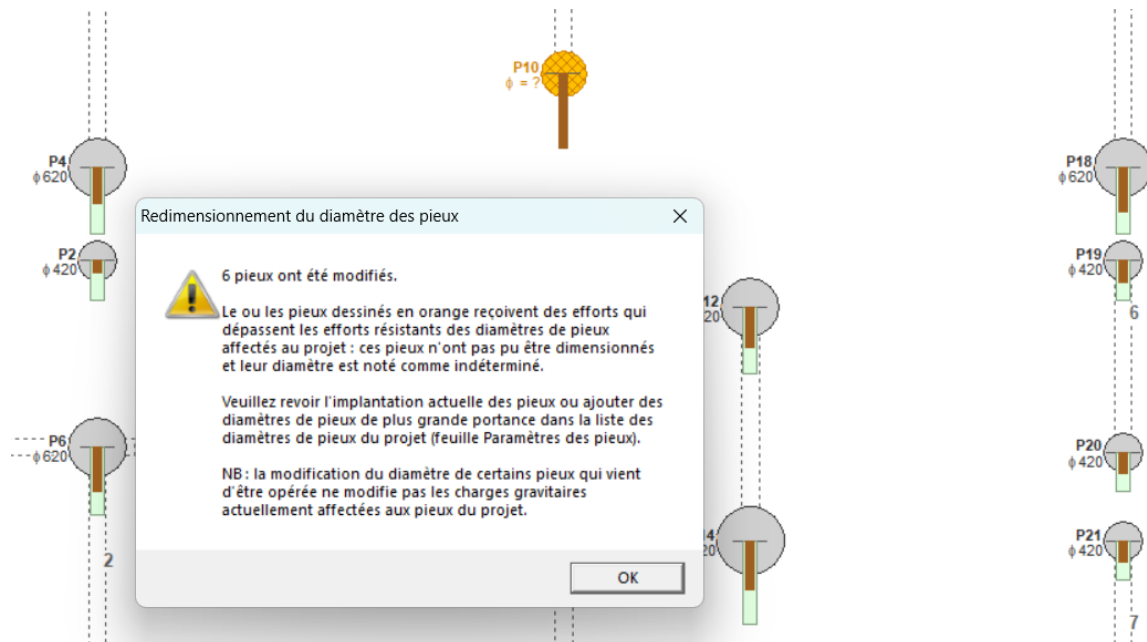 P10
ϕ = ?
P4
ϕ620
P18
ϕ620
Redimensionnement du diamètre des pieux
P2
ϕ420
P19
ϕ420
6 pieux ont été modifiés.
Le ou les pieux dessinés en orange reçoivent des efforts qui
dépassent les efforts résistants des diamètres de pieux
affectés au projet : ces pieux n'ont pas pu être dimensionnés
et leur diamètre est noté comme indéterminé.
12
20
6
Veuillez revoir l'implantation actuelle des pieux ou ajouter des
diamètres de pieux de plus grande portance dans la liste des
diamètres de pieux du projet (feuille Paramètres des pieux).
P6
ϕ620
P20
ϕ420
NB : la modification du diamètre de certains pieux qui vient
d'être opérée ne modifie pas les charges gravitaires
actuellement affectées aux pieux du projet.
14
20
P21
ϕ420
2
OK
7